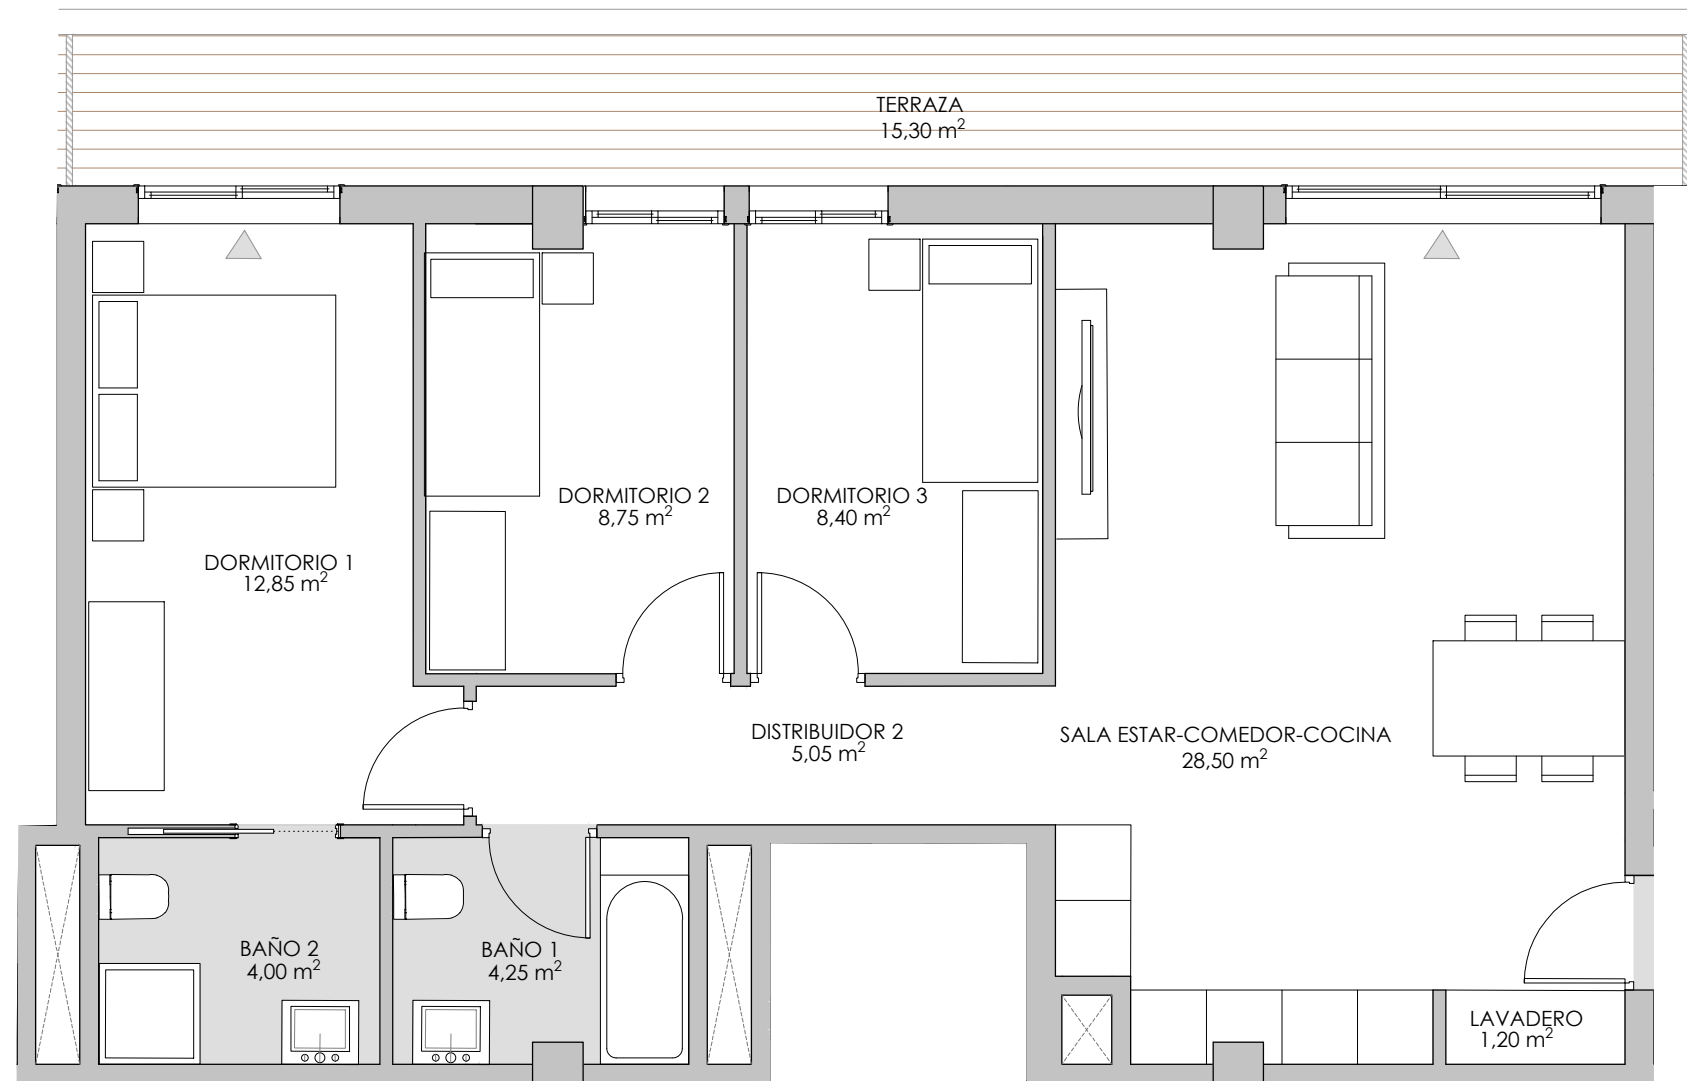 TERRAZA
15,30 m²
DORMITORIO 2
8,75 m²
DORMITORIO 3
8,40 m²
DORMITORIO 1
12,85 m²
DISTRIBUIDOR 2
5,05 m²
SALA ESTAR-COMEDOR-COCINA
28,50 m²
BAÑO 2
4,00 m²
BAÑO 1
4,25 m²
LAVADERO
1,20 m²